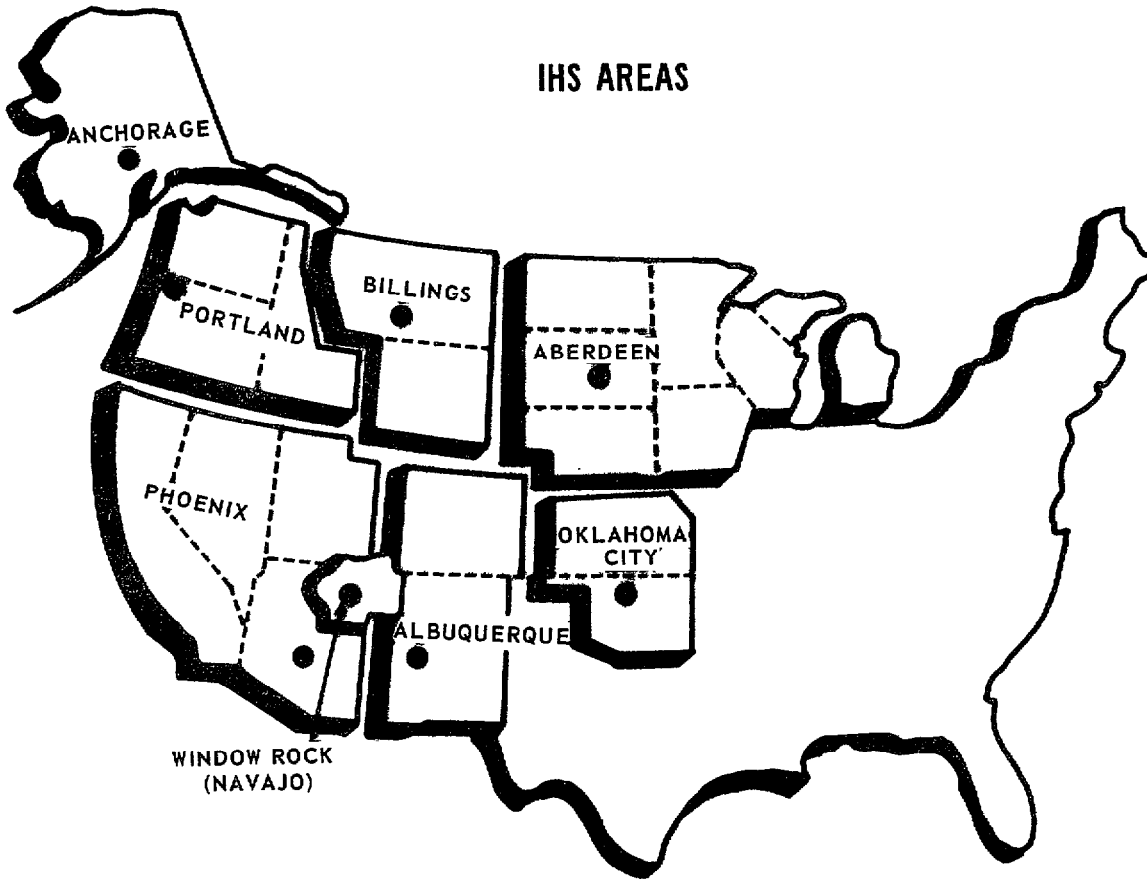 IHS AREAS
ANCHORAGE
BILLINGS
PORTLAND
ABERDEEN
PHOENIX
OKLAHOMA
CITY
ALBUQUERQUE
WINDOW ROCK
(NAVAJO)